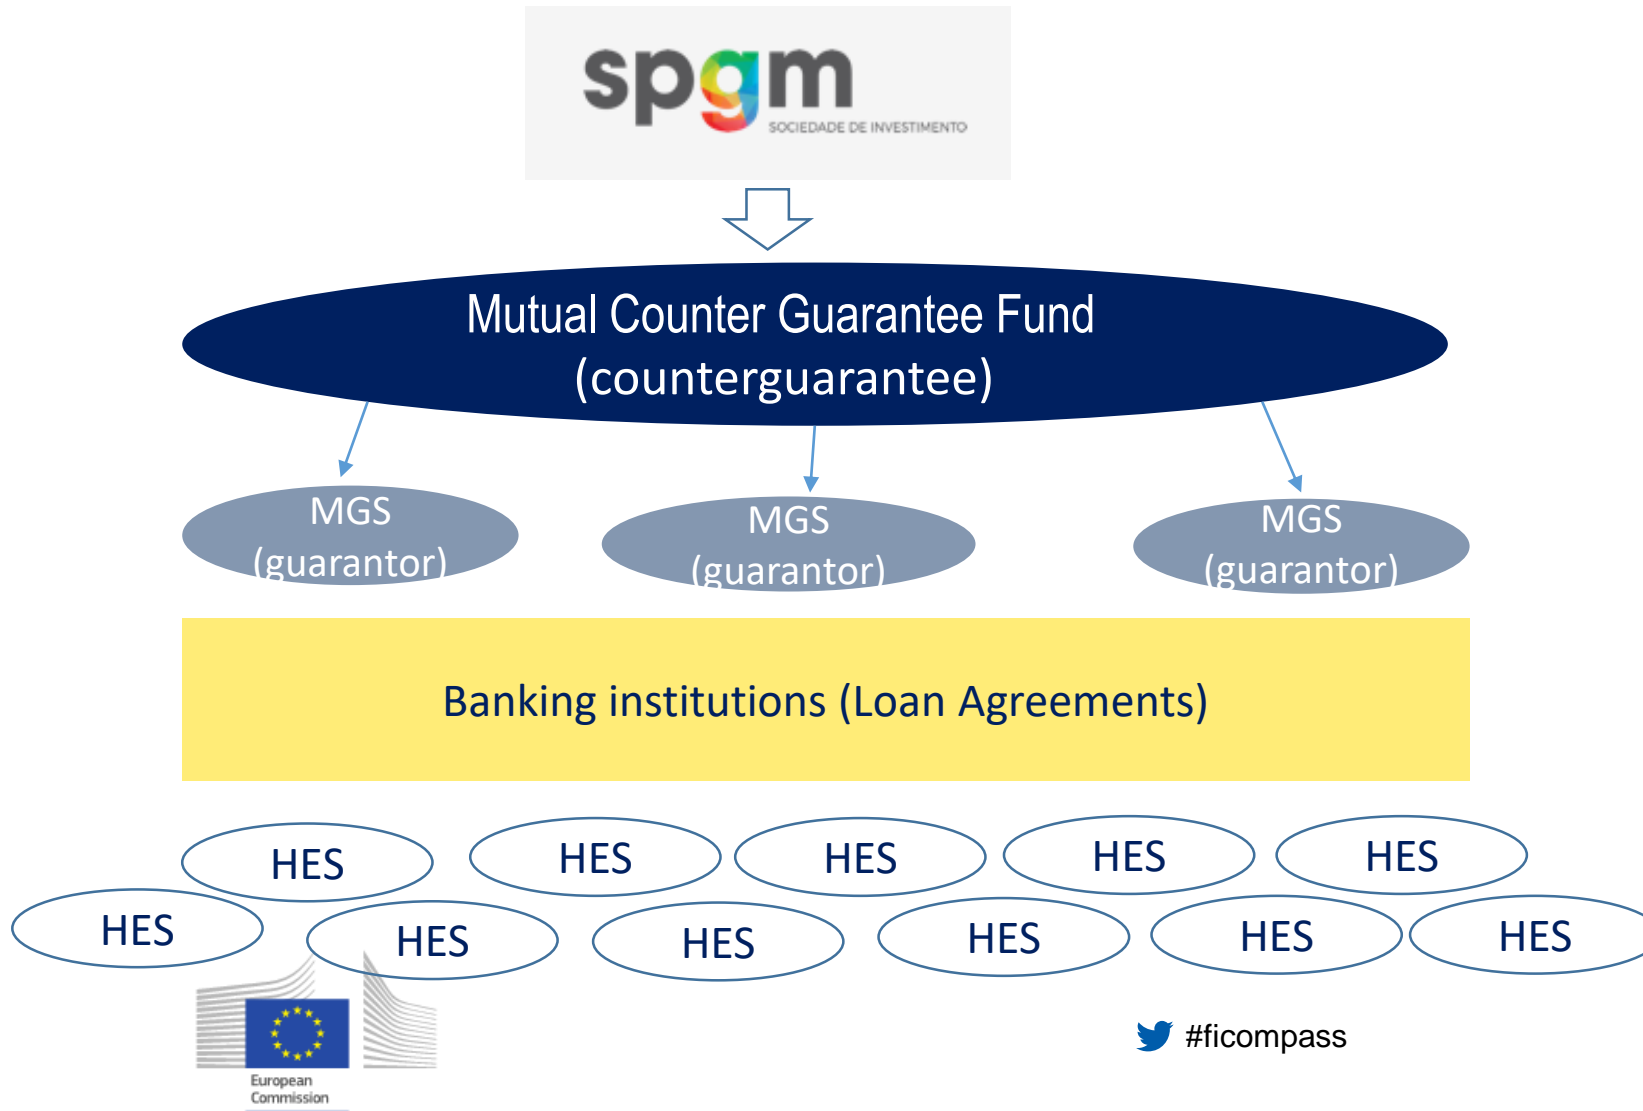 spgm
SOCIEDADE DE INVESTIMENTO
Mutual Counter Guarantee Fund
(counterguarantee)
MGS
(guarantor)
MGS
(guarantor)
MGS
(guarantor)
Banking institutions (Loan Agreements)
HES
HES
HES
HES
HES
HES
HES
HES
HES
HES
HES
#ficompass
European
Commission